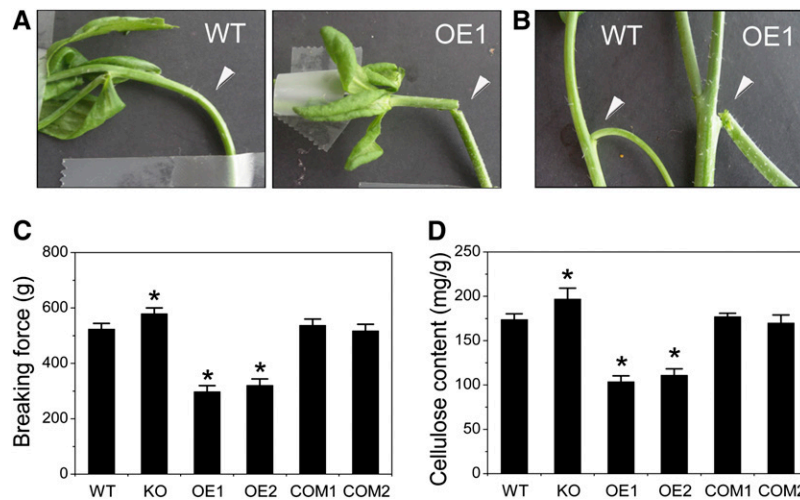 A
WT
OE1
B
WT
OE1
C
Breaking force (g)
800
600
400
200
0
WT KO OE1 OE2 COM1 COM2
* * *
D
Cellulose content (mg/g)
250
200
150
100
50
0
WT KO OE1 OE2 COM1 COM2
* * *